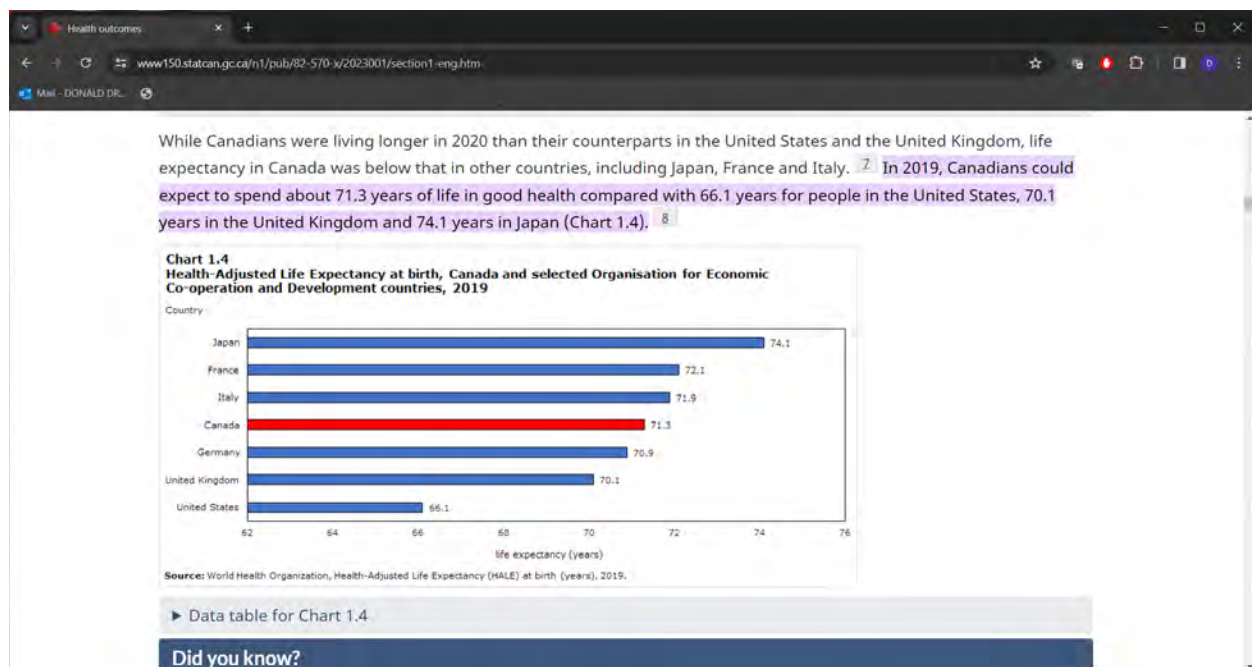 Health outcomes
www150.statcan.gc.ca/n1/pub/82-570-x/2023001/section1-eng.htm
Mail - DONALD DR...
While Canadians were living longer in 2020 than their counterparts in the United States and the United Kingdom, life
expectancy in Canada was below that in other countries, including Japan, France and Italy. 7 In 2019, Canadians could
expect to spend about 71.3 years of life in good health compared with 66.1 years for people in the United States, 70.1
years in the United Kingdom and 74.1 years in Japan (Chart 1.4). 8
Chart 1.4
Health-Adjusted Life Expectancy at birth, Canada and selected Organisation for Economic
Co-operation and Development countries, 2019
Country
Japan 74.1
France 72.1
Italy 71.9
Canada 71.3
Germany 70.9
United Kingdom 70.1
United States 66.1
62 64 66 68 70 72 74 76
life expectancy (years)
Source: World Health Organization, Health-Adjusted Life Expectancy (HALE) at birth (years), 2019.
Data table for Chart 1.4
Did you know?